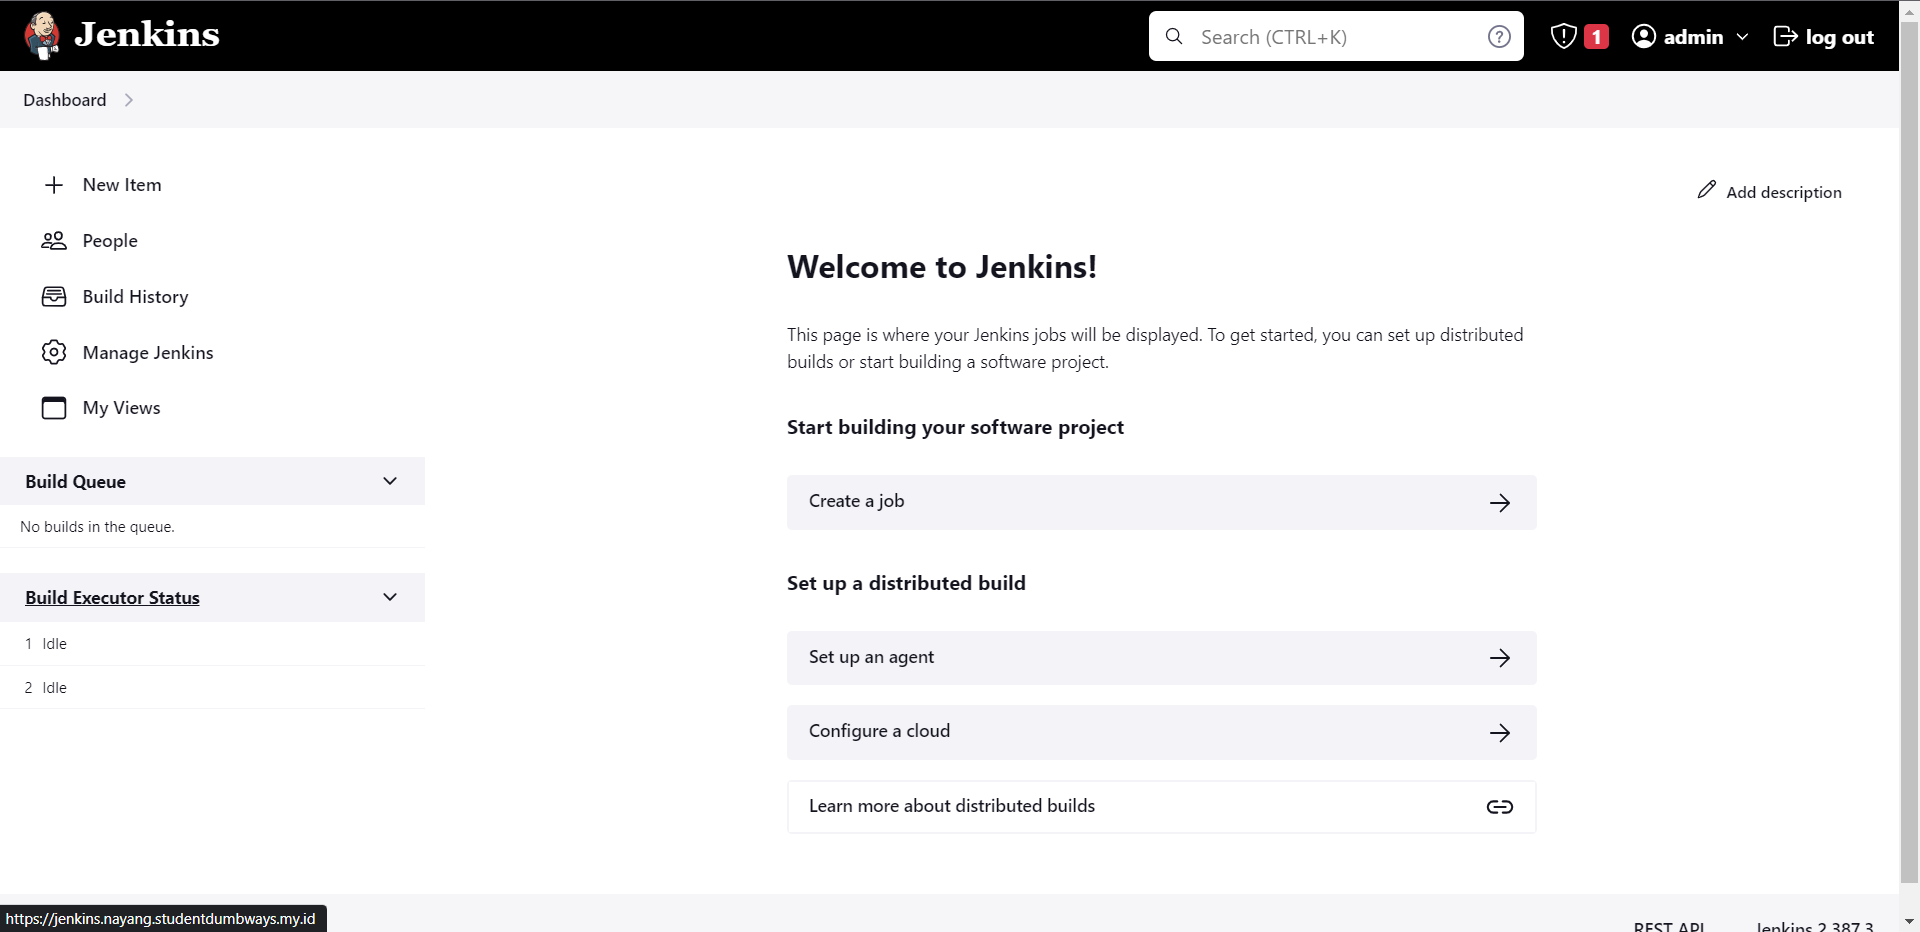 Jenkins
Search (CTRL+K)
1
admin
log out
Dashboard
New Item
People
Build History
Manage Jenkins
My Views
Build Queue
No builds in the queue.
Build Executor Status
1 Idle
2 Idle
Add description
Welcome to Jenkins!
This page is where your Jenkins jobs will be displayed. To get started, you can set up distributed
builds or start building a software project.
Start building your software project
Create a job
Set up a distributed build
Set up an agent
Configure a cloud
Learn more about distributed builds
https://jenkins.nayang.studentdumbways.my.id
REST API
Jenkins 2.387.3